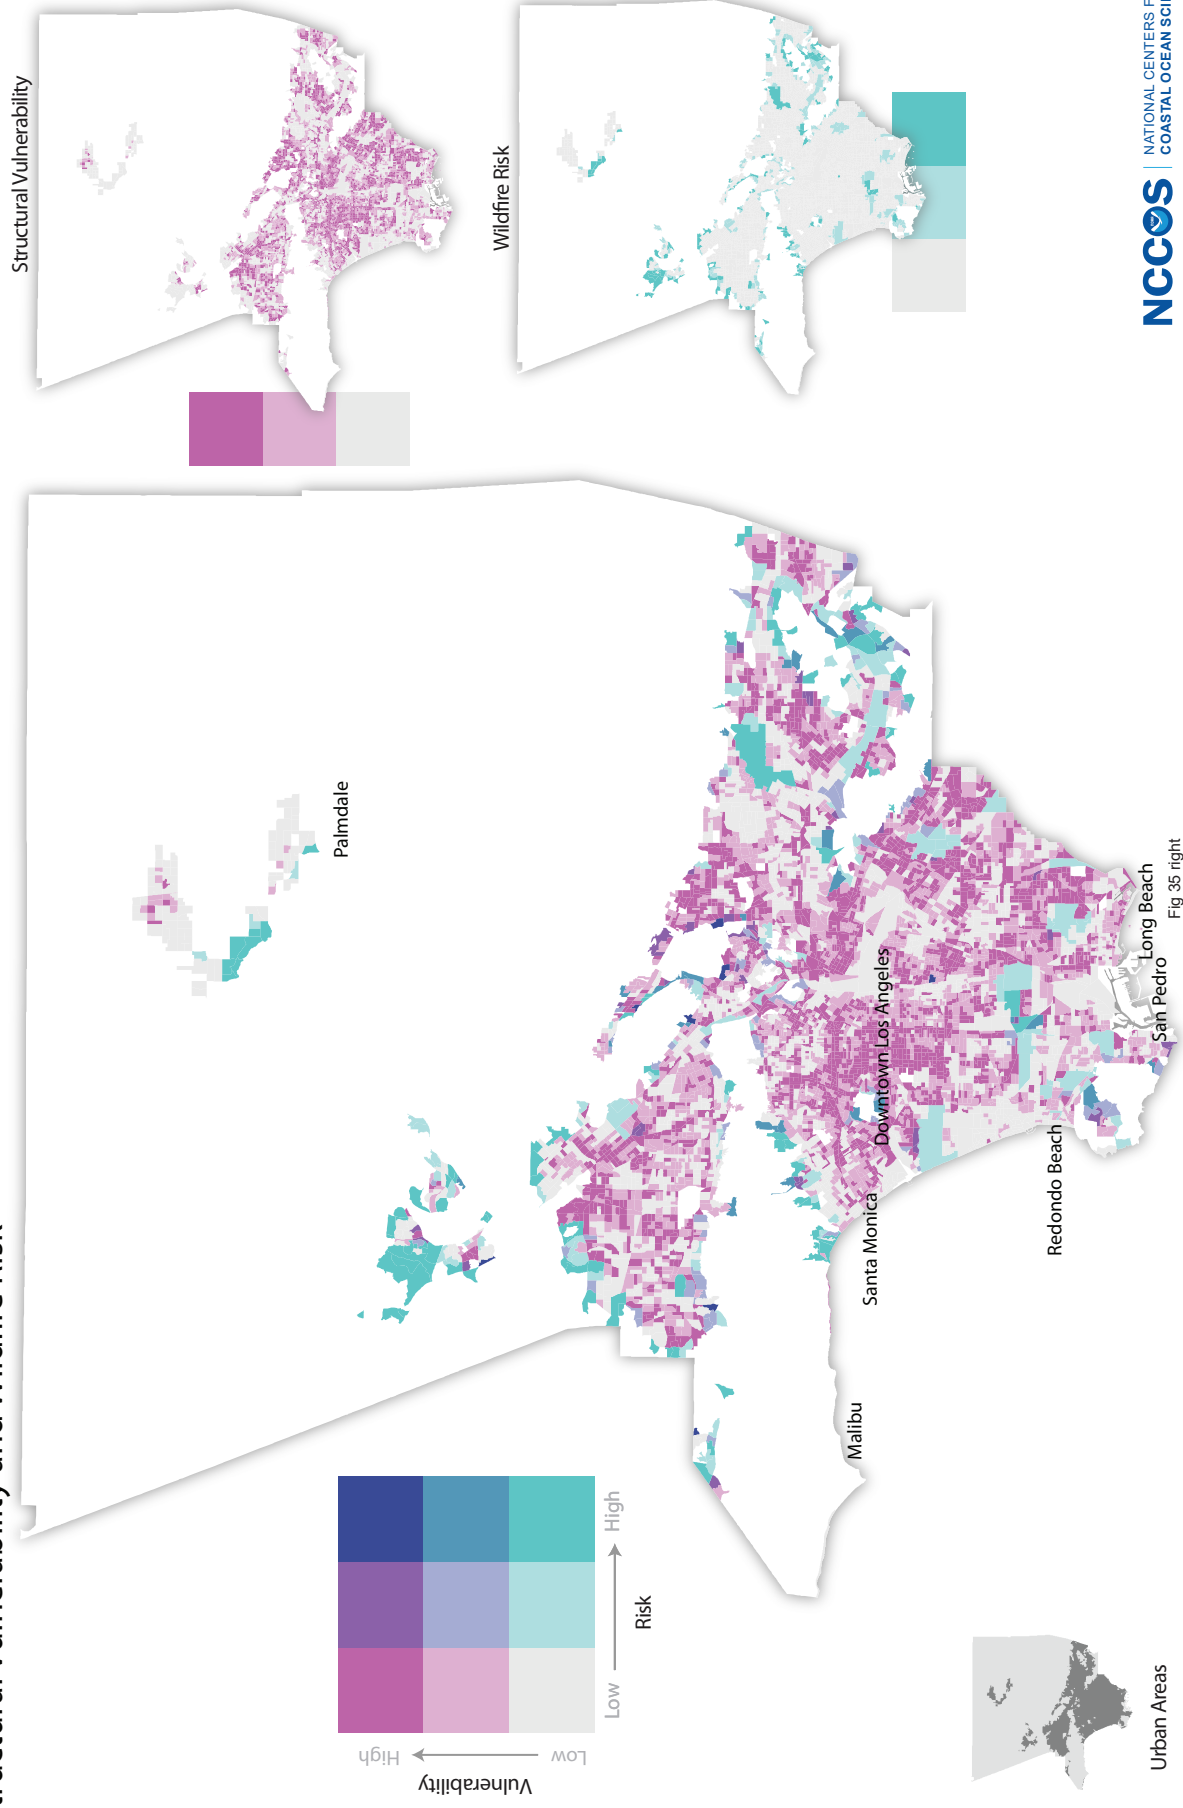 Structural Vulnerability
Palmdale
Downtown Los Angeles
Santa Monica
Malibu
Redondo Beach
San Pedro
Long Beach
Fig 35 right
Vulnerability
High
Low
Low
High
Risk
Urban Areas
Wildfire Risk
NCCOS
NATIONAL CENTERS
COASTAL OCEAN